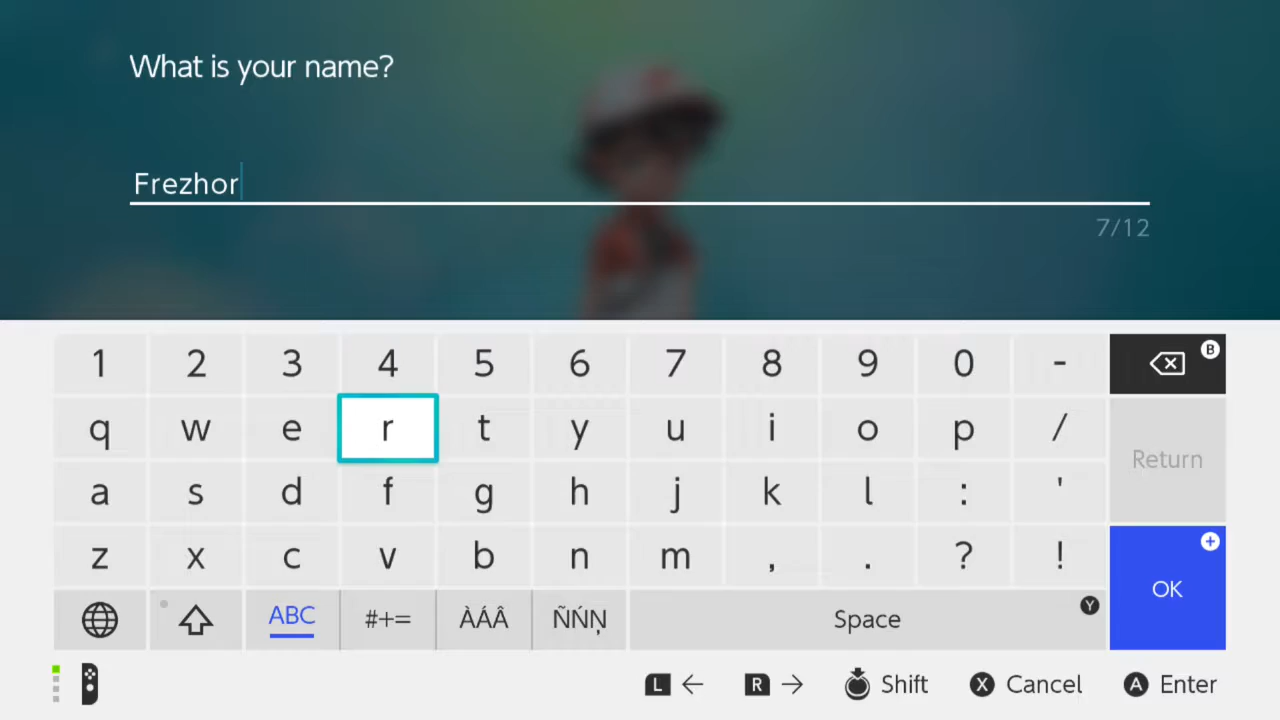 What is your name?
Frezhor
7/12
1 2 3 4 5 6 7 8 9 0 - B
q w e r t y u i o p / Return
a s d f g h j k l : '
z x c v b n m , . ? ! + OK
ABC #+= ÀÁÂ ÑŃŅ Space Y
L ← R → Shift X Cancel A Enter